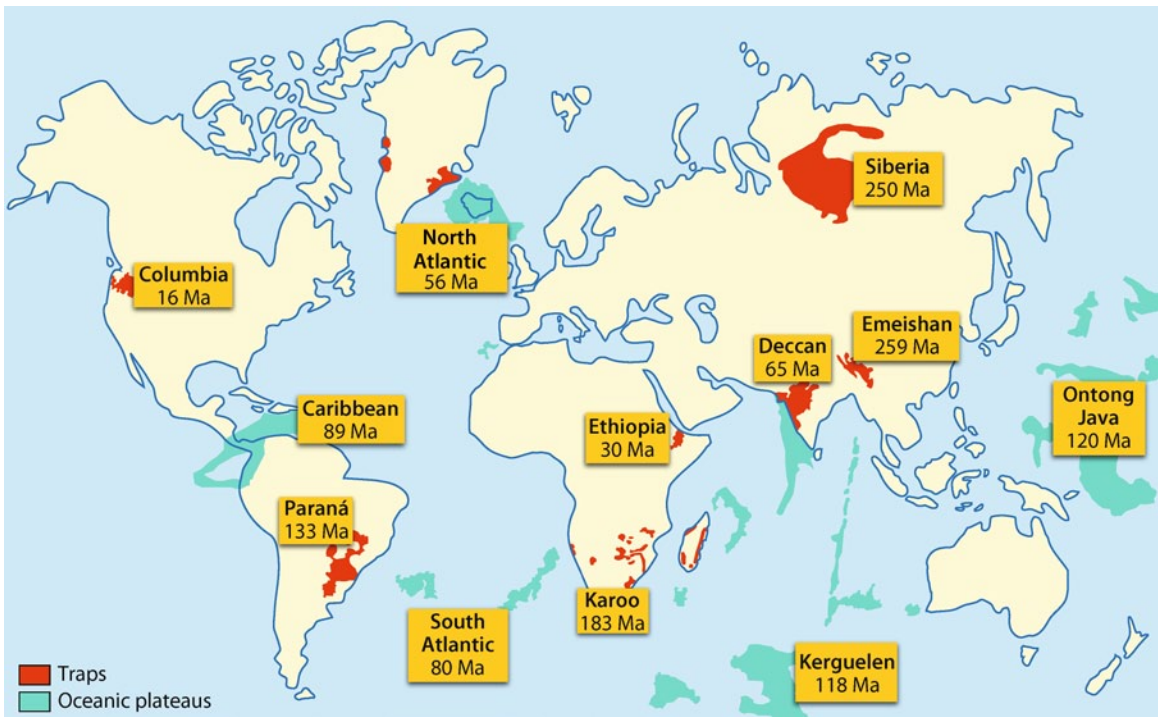 Siberia
250 Ma
North
Atlantic
56 Ma
Columbia
16 Ma
Emeishan
259 Ma
Deccan
65 Ma
Ontong
Java
120 Ma
Caribbean
89 Ma
Ethiopia
30 Ma
Paraná
133 Ma
Karoo
183 Ma
South
Atlantic
80 Ma
Kerguelen
118 Ma
Traps
Oceanic plateaus